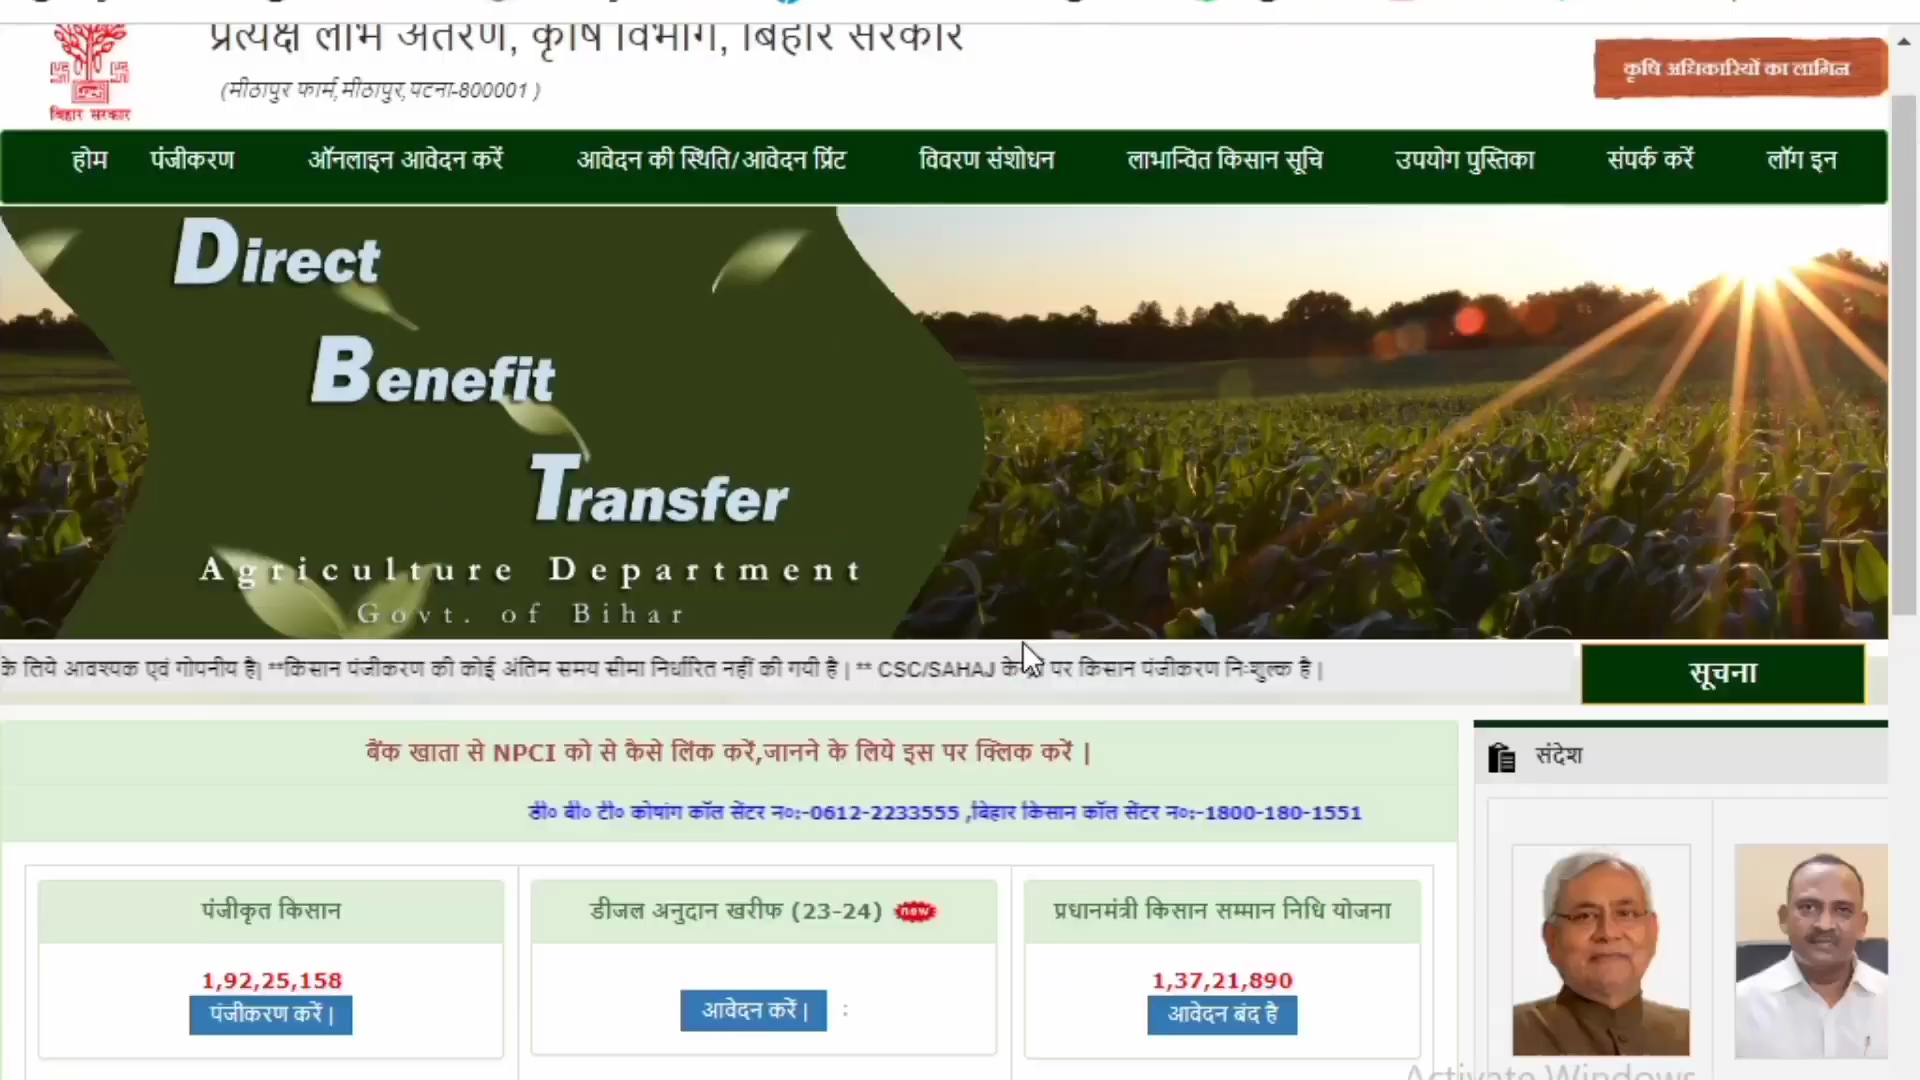 प्रत्यक्ष लाभ अंतरण, कृषि विभाग, बिहार सरकार
(मीठापुर फार्म,मीठापुर,पटना-800001 )
बिहार सरकार
कृषि अधिकारियों का लागिन
होम पंजीकरण ऑनलाइन आवेदन करें आवेदन की स्थिति/आवेदन प्रिंट विवरण संशोधन लाभान्वित किसान सूचि उपयोग पुस्तिका संपर्क करें लॉग इन
Direct
Benefit
Transfer
Agriculture Department
Govt. of Bihar
के लिये आवश्यक एवं गोपनीय है| **किसान पंजीकरण की कोई अंतिम समय सीमा निर्धारित नहीं की गयी है | ** CSC/SAHAJ पर किसान पंजीकरण निःशुल्क है |
सूचना
बैंक खाता से NPCI को से कैसे लिंक करें,जानने के लिये इस पर क्लिक करें |
डी० बी० टी० कोषांग कॉल सेंटर न०:-0612-2233555 ,बिहार किसान कॉल सेंटर न०:-1800-180-1551
संदेश
पंजीकृत किसान
1,92,25,158
पंजीकरण करें |
डीजल अनुदान खरीफ (23-24) new
आवेदन करें | :
प्रधानमंत्री किसान सम्मान निधि योजना
1,37,21,890
आवेदन बंद है
Activate Windows